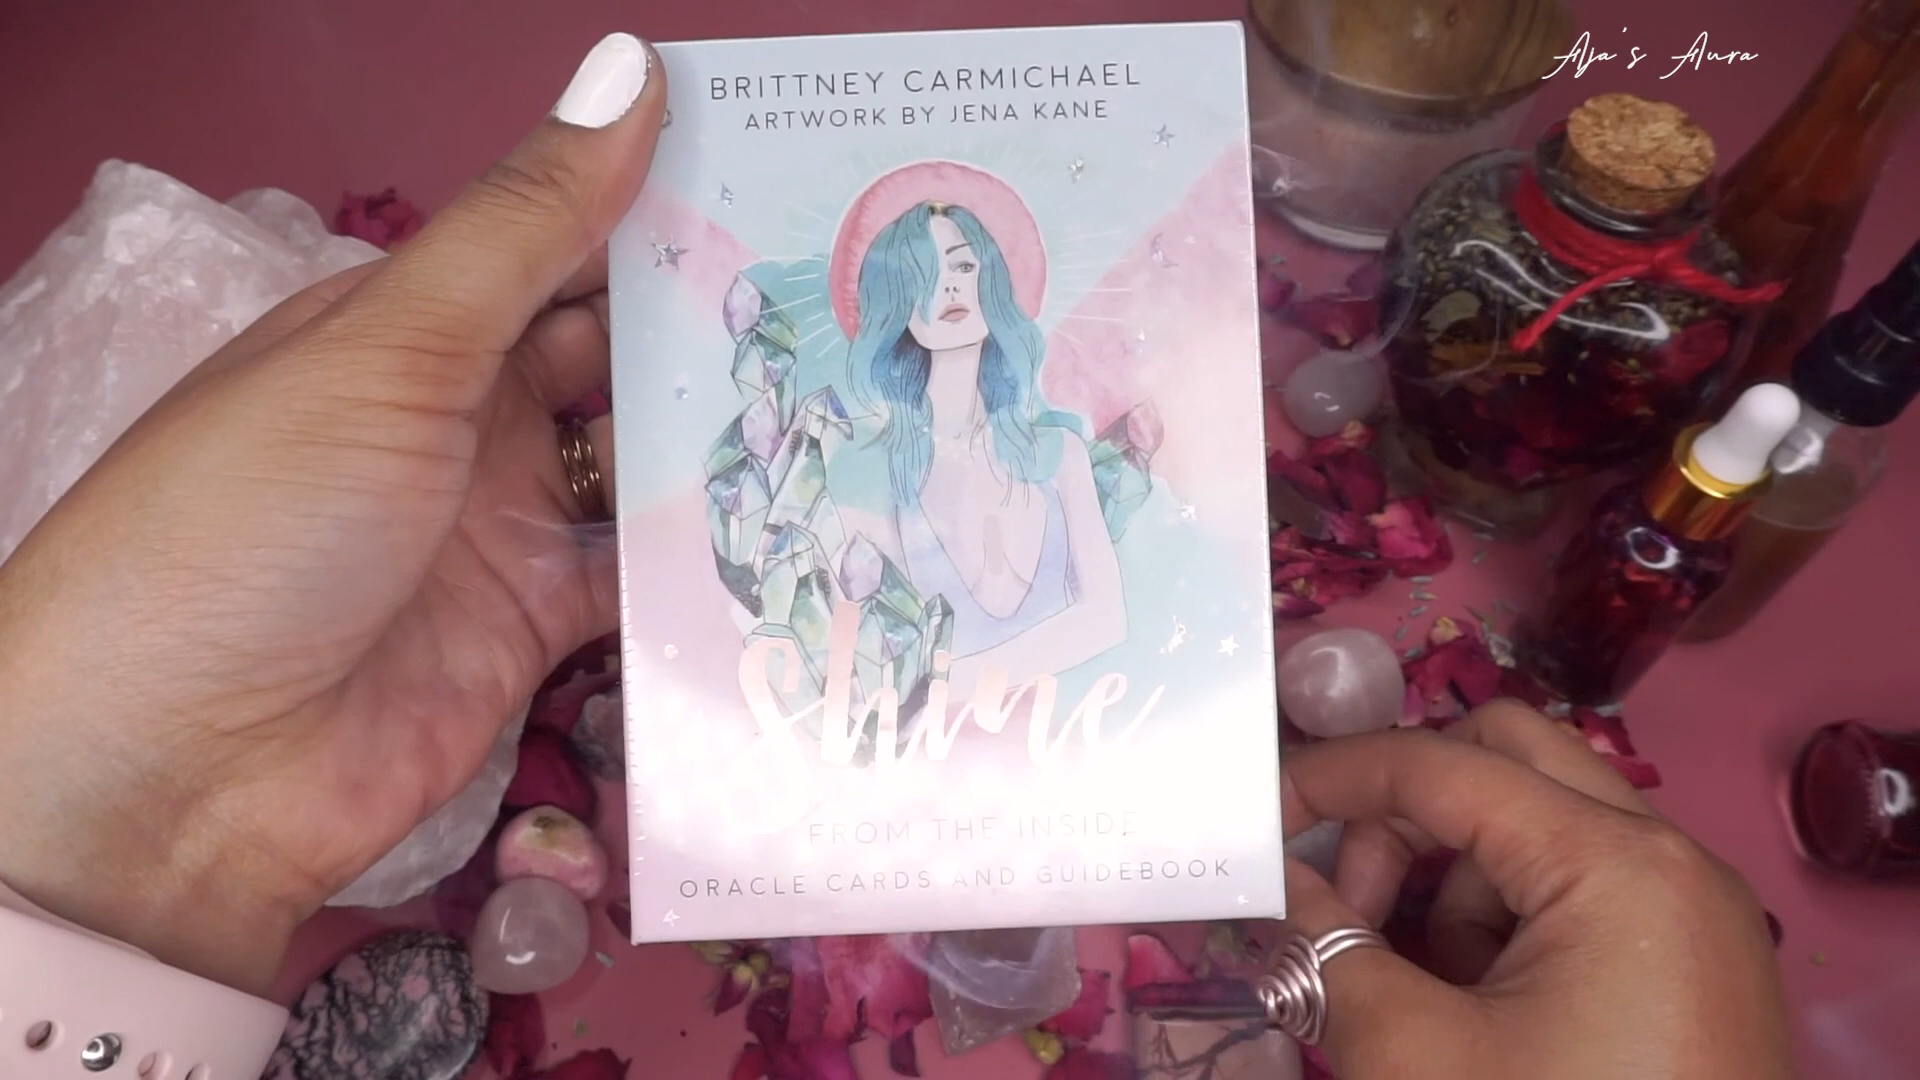 Aja's Aura
BRITTNEY CARMICHAEL
ARTWORK BY JENA KANE
Shine
FROM THE INSIDE
ORACLE CARDS AND GUIDEBOOK